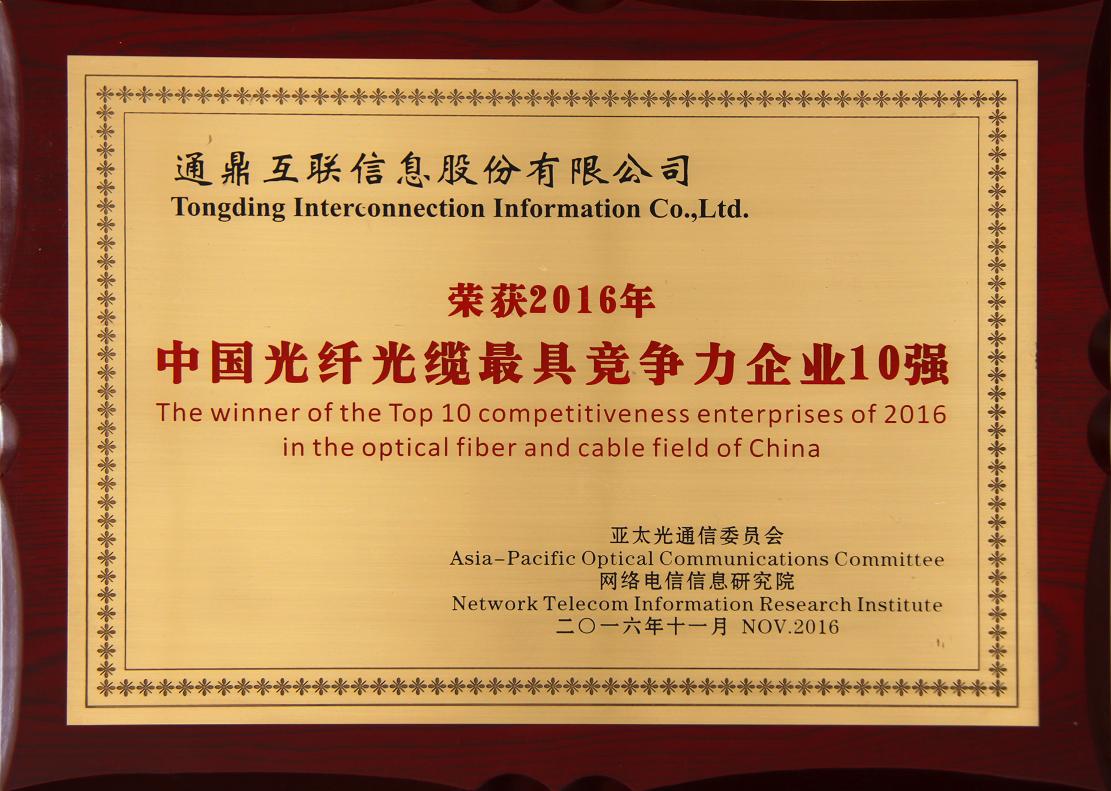 通鼎互联信息股份有限公司
Tongding Interconnection Information Co.,Ltd.
荣获2016年
中国光纤光缆最具竞争力企业10强
The winner of the Top 10 competitiveness enterprises of 2016
in the optical fiber and cable field of China
亚太光通信委员会
Asia-Pacific Optical Communications Committee
网络电信信息研究院
Network Telecom Information Research Institute
二〇一六年十一月 NOV.2016